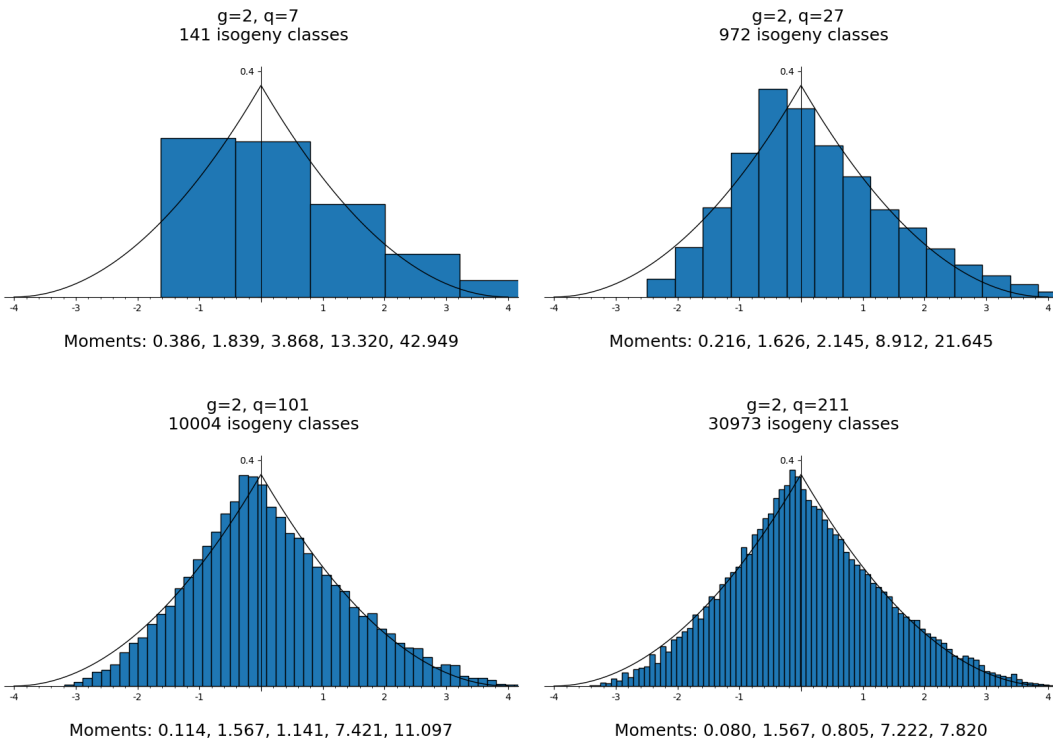 g=2, q=7
141 isogeny classes
0.4
-4 -3 -2 -1 1 2 3 4
Moments: 0.386, 1.839, 3.868, 13.320, 42.949
g=2, q=27
972 isogeny classes
0.4
-4 -3 -2 -1 1 2 3 4
Moments: 0.216, 1.626, 2.145, 8.912, 21.645
g=2, q=101
10004 isogeny classes
0.4
-4 -3 -2 -1 1 2 3 4
Moments: 0.114, 1.567, 1.141, 7.421, 11.097
g=2, q=211
30973 isogeny classes
0.4
-4 -3 -2 -1 1 2 3 4
Moments: 0.080, 1.567, 0.805, 7.222, 7.820